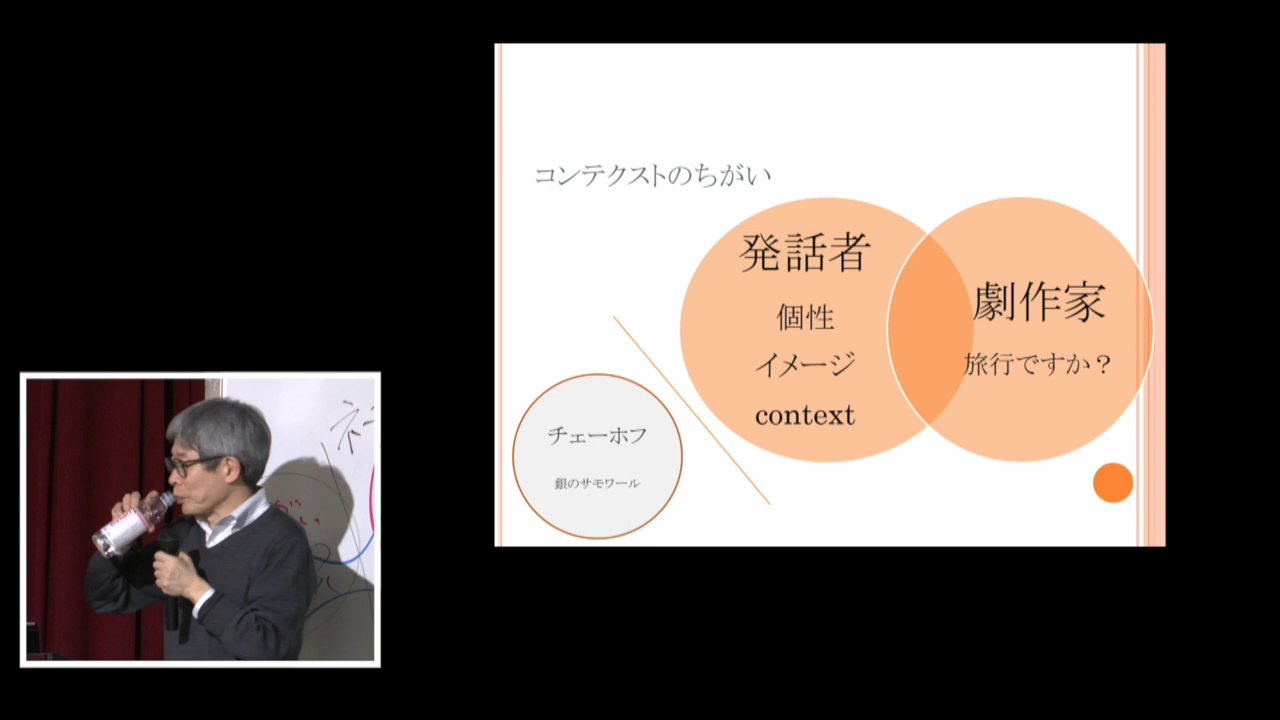 コンテクストのちがい
発話者
個性
イメージ
context
劇作家
旅行ですか？
チェーホフ
銀のサモワール